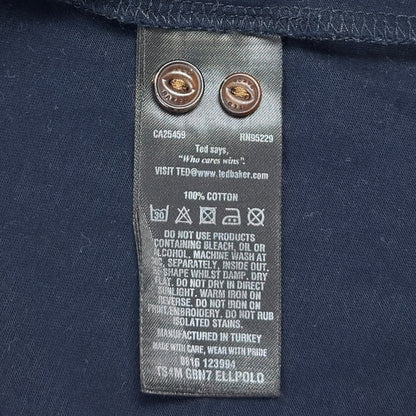 CA25459 RN95229
Ted says,
"Who cares wins".
VISIT TED@www.tedbaker.com
100% COTTON
30
DO NOT USE PRODUCTS
CONTAINING BLEACH, OIL OR
ALCOHOL. MACHINE WASH AT
SEPARATELY, INSIDE OUT.
SHAPE WHILST DAMP. DRY
FLAT. DO NOT DRY IN DIRECT
SUNLIGHT. WARM IRON ON
REVERSE. DO NOT IRON ON
PRINT/EMBROIDERY. DO NOT RUB
ISOLATED STAINS.
MANUFACTURED IN TURKEY
MADE WITH CARE, WEAR WITH PRIDE
0816 123994
TS4M GBN7 ELLPOLO